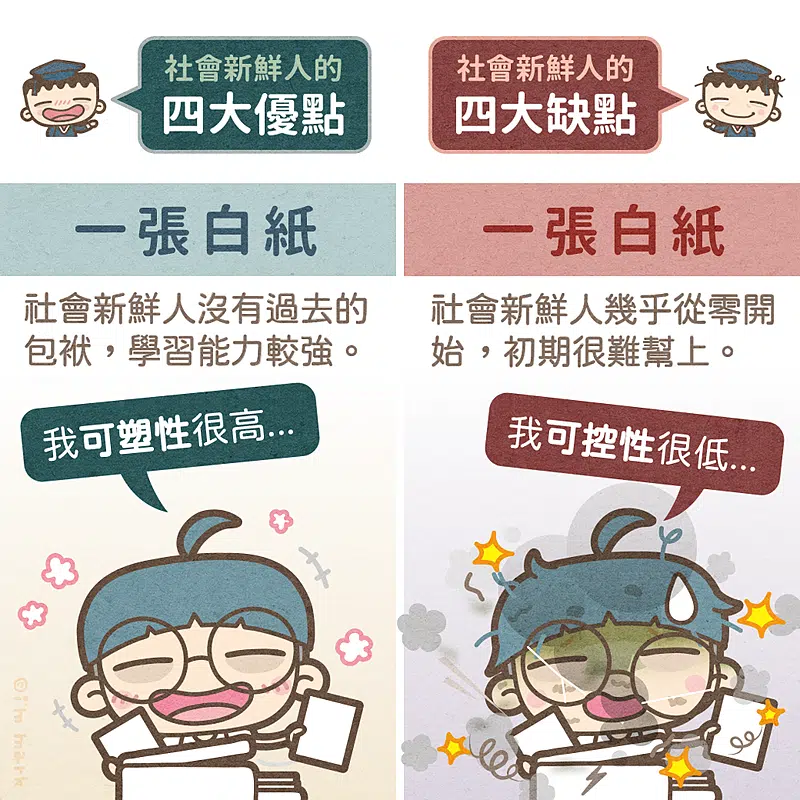 社會新鮮人的
四大優點
一張白紙
社會新鮮人沒有過去的
包袱，學習能力較強。
我可塑性很高...
@i'm mark
社會新鮮人的
四大缺點
一張白紙
社會新鮮人幾乎從零開
始，初期很難幫上。
我可控性很低...